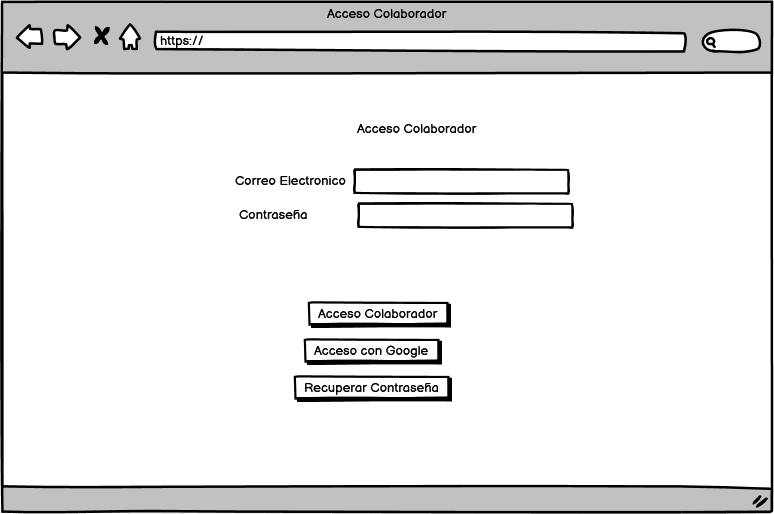 Acceso Colaborador
https://
Acceso Colaborador
Correo Electronico
Contraseña
Acceso Colaborador
Acceso con Google
Recuperar Contraseña